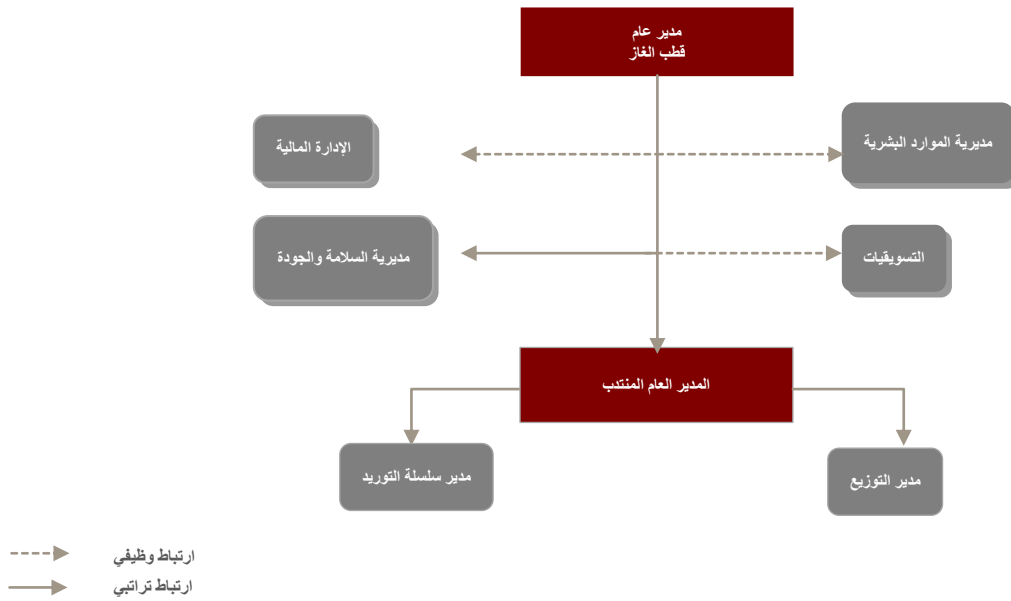 مدير عام
قطب الغاز
مديرية الموارد البشرية
الإدارة المالية
التسويقيات
مديرية السلامة والجودة
المدير العام المنتدب
مدير التوزيع
مدير سلسلة التوريد
ارتباط وظيفي
ارتباط تراتبي